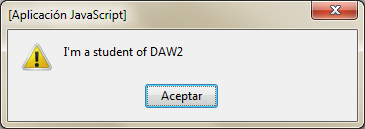 [Aplicación JavaScript]
I'm a student of DAW2
Aceptar